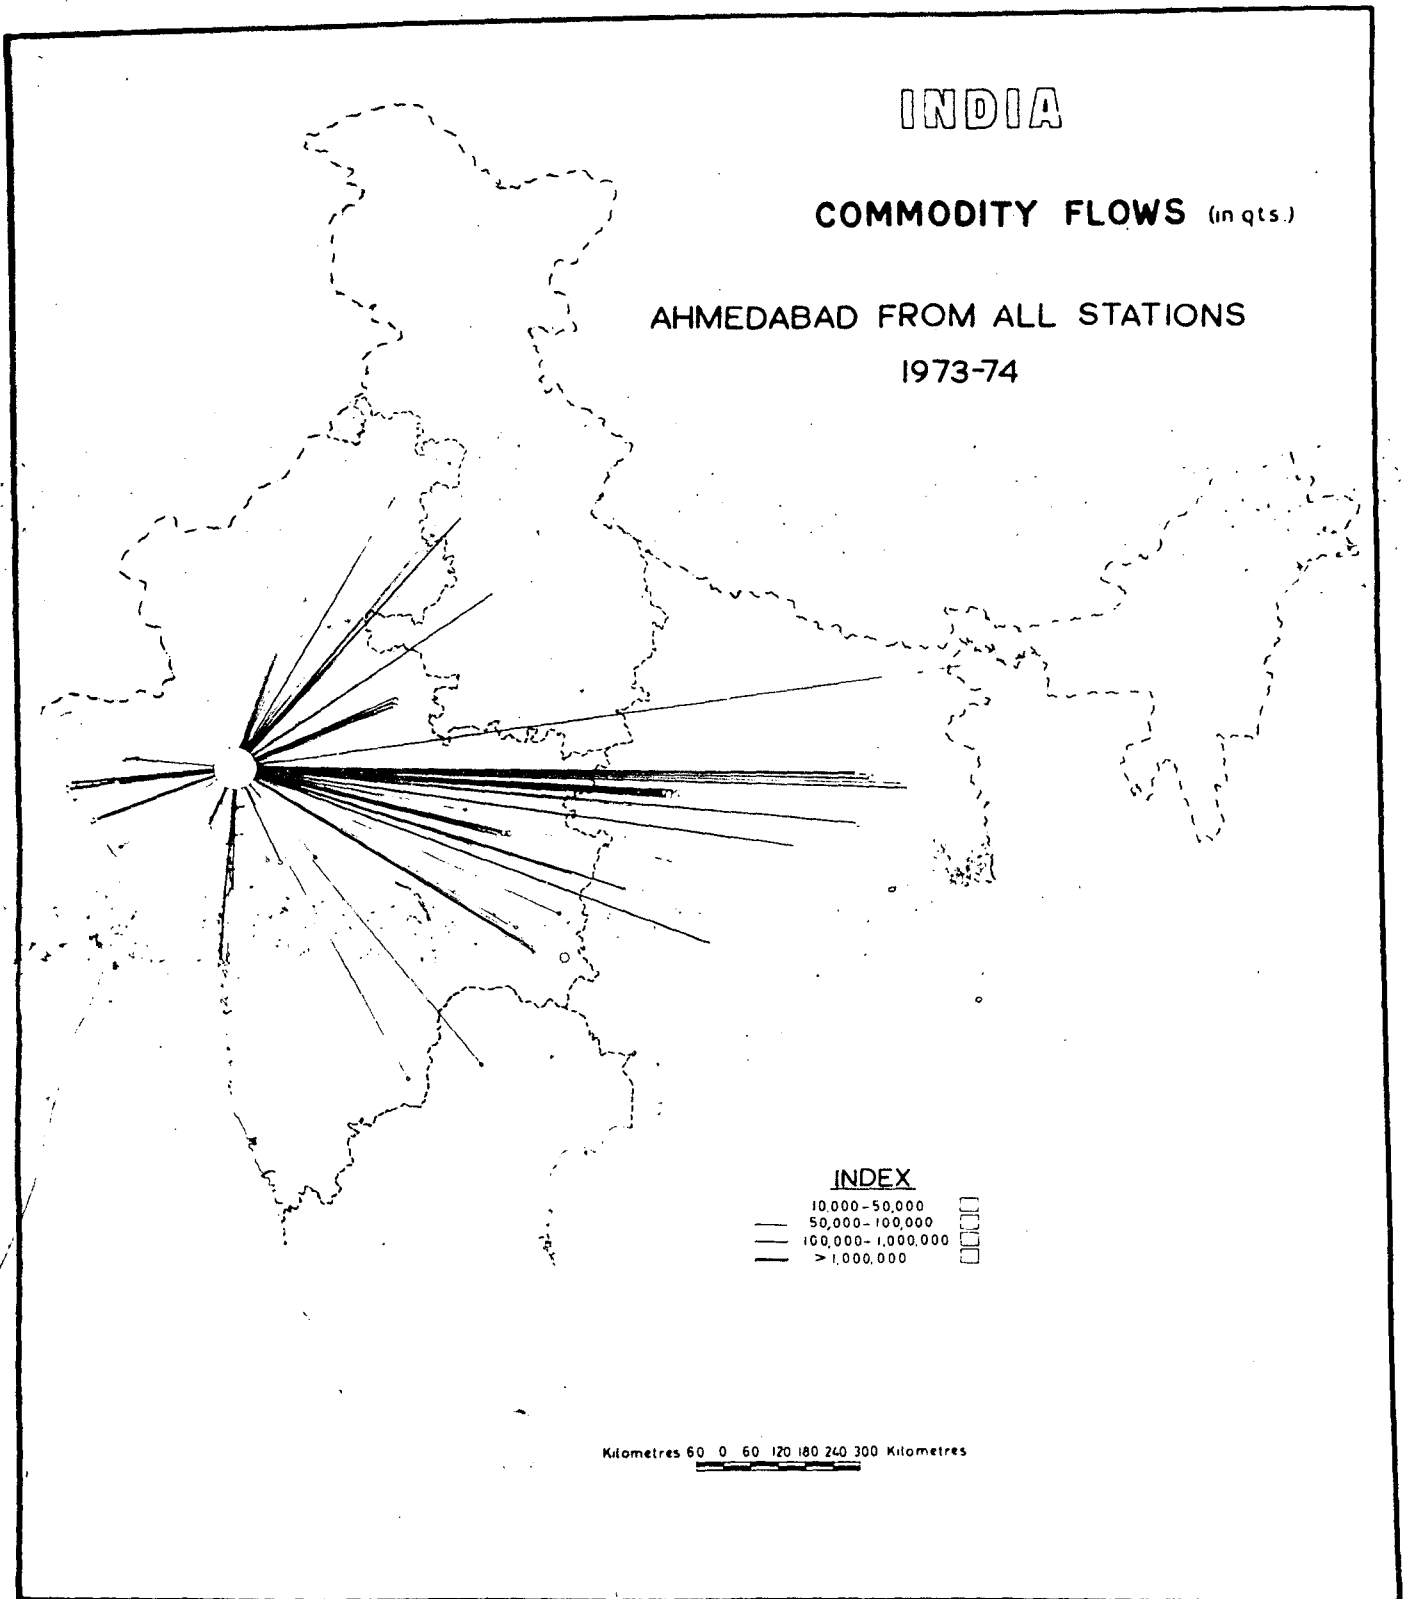 INDIA
COMMODITY FLOWS (in qts.)
AHMEDABAD FROM ALL STATIONS
1973-74
INDEX
10,000-50,000
50,000-100,000
100,000-1,000,000
>1,000,000
Kilometres 60 0 60 120 180 240 300 Kilometres